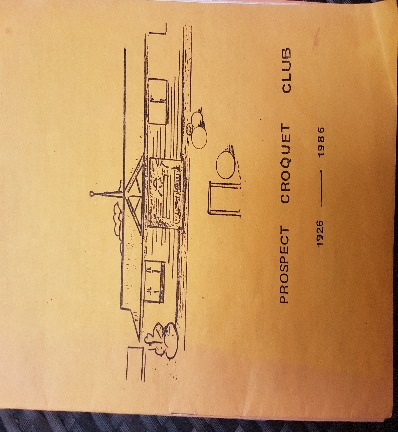 PROSPECT CROQUET CLUB
1926 — 1986